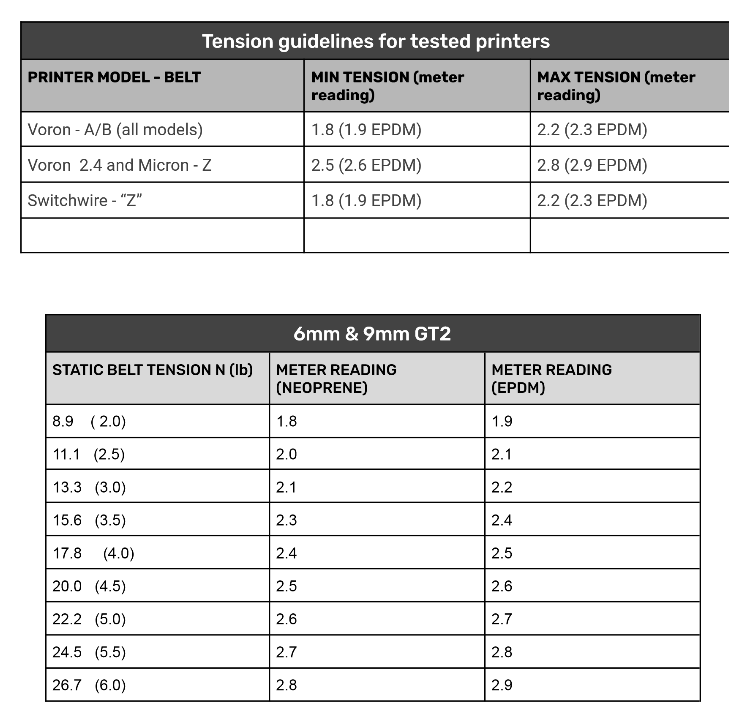 Tension guidelines for tested printers
PRINTER MODEL - BELT MIN TENSION (meter reading) MAX TENSION (meter reading)
Voron - A/B (all models) 1.8 (1.9 EPDM) 2.2 (2.3 EPDM)
Voron 2.4 and Micron - Z 2.5 (2.6 EPDM) 2.8 (2.9 EPDM)
Switchwire - “Z” 1.8 (1.9 EPDM) 2.2 (2.3 EPDM)
6mm & 9mm GT2
STATIC BELT TENSION N (lb) METER READING (NEOPRENE) METER READING (EPDM)
8.9 ( 2.0) 1.8 1.9
11.1 (2.5) 2.0 2.1
13.3 (3.0) 2.1 2.2
15.6 (3.5) 2.3 2.4
17.8 (4.0) 2.4 2.5
20.0 (4.5) 2.5 2.6
22.2 (5.0) 2.6 2.7
24.5 (5.5) 2.7 2.8
26.7 (6.0) 2.8 2.9